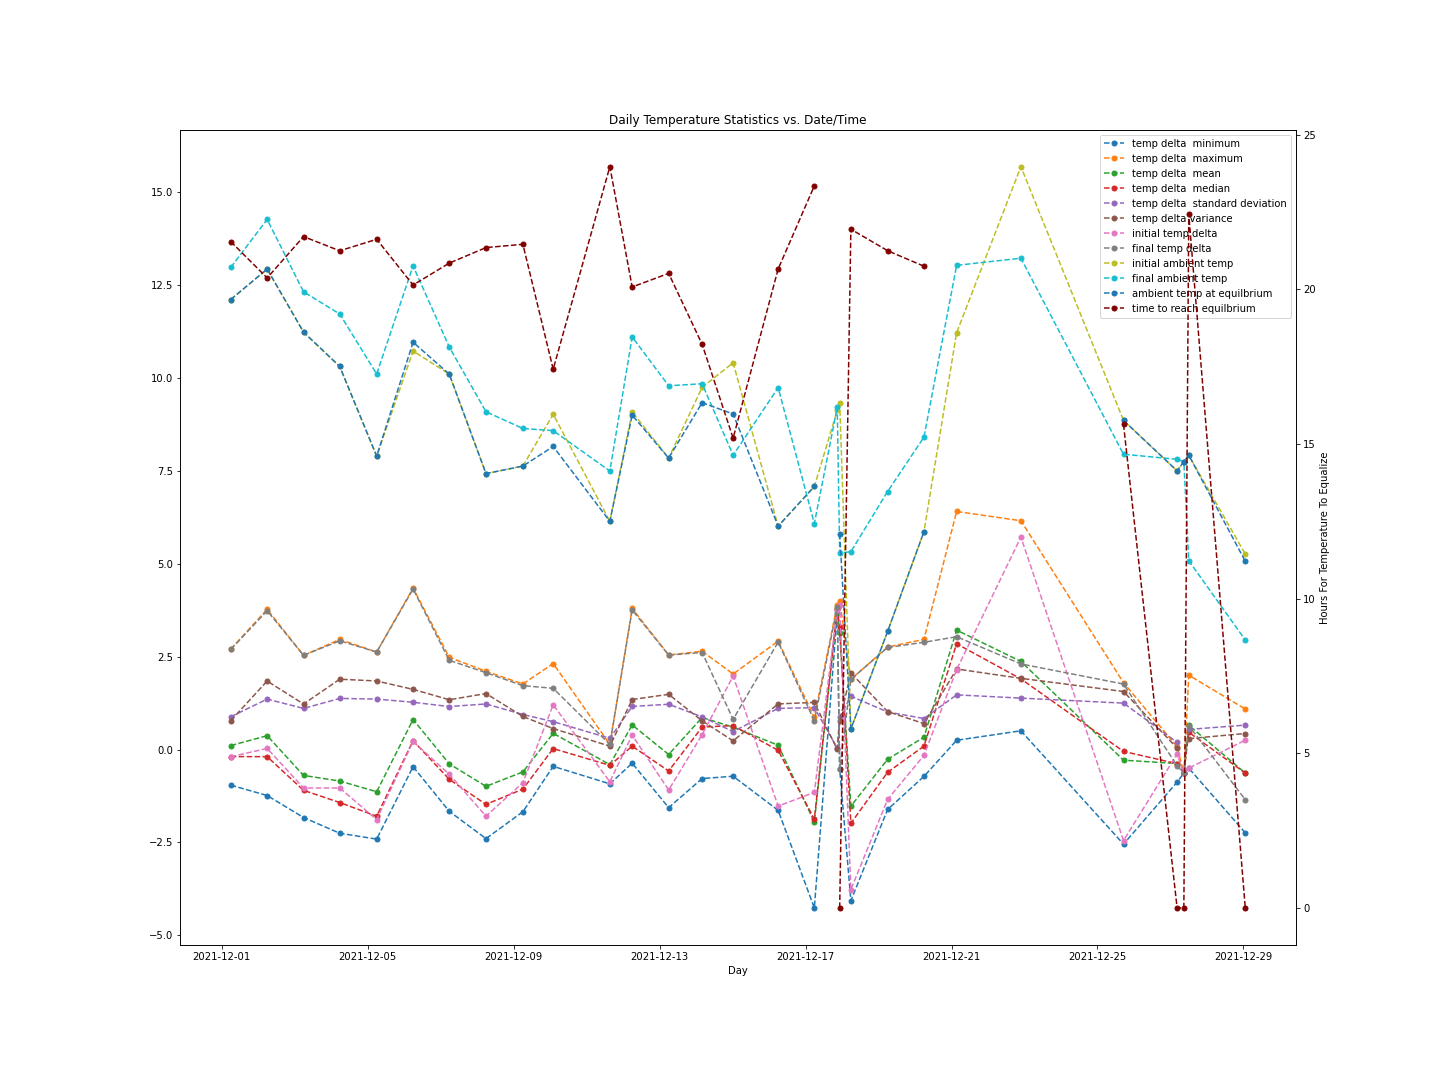 Daily Temperature Statistics vs. Date/Time
15.0
12.5
10.0
7.5
5.0
2.5
0.0
−2.5
−5.0
25
20
15
10
5
0
temp delta  minimum
temp delta  maximum
temp delta  mean
temp delta  median
temp delta  standard deviation
temp delta variance
initial temp delta
final temp delta
initial ambient temp
final ambient temp
ambient temp at equilbrium
time to reach equilbrium
Hours For Temperature To Equalize
2021-12-01
2021-12-05
2021-12-09
2021-12-13
2021-12-17
2021-12-21
2021-12-25
2021-12-29
Day